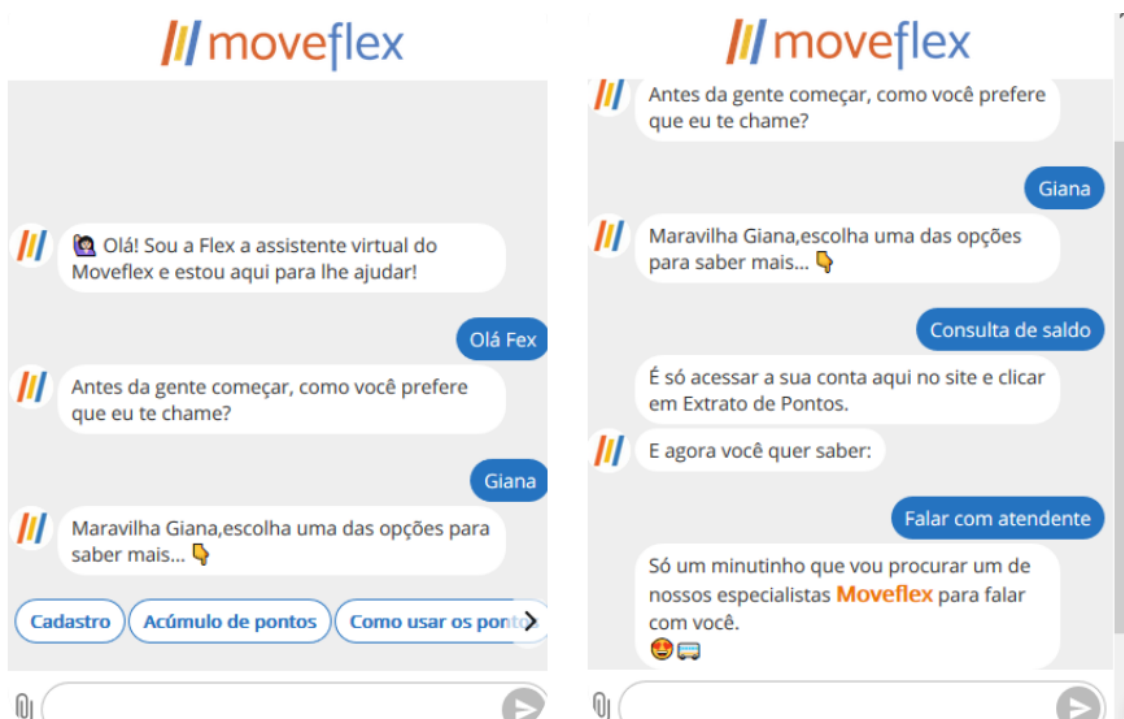 moveflex
🙋🏻‍♀️ Olá! Sou a Flex a assistente virtual do
Moveflex e estou aqui para lhe ajudar!
Olá Fex
Antes da gente começar, como você prefere
que eu te chame?
Giana
Maravilha Giana,escolha uma das opções para
saber mais... 👇
Cadastro
Acúmulo de pontos
Como usar os pontos
moveflex
Antes da gente começar, como você prefere
que eu te chame?
Giana
Maravilha Giana,escolha uma das opções
para saber mais... 👇
Consulta de saldo
É só acessar a sua conta aqui no site e clicar
em Extrato de Pontos.
E agora você quer saber:
Falar com atendente
Só um minutinho que vou procurar um de
nossos especialistas Moveflex para falar
com você.
🤩🚍